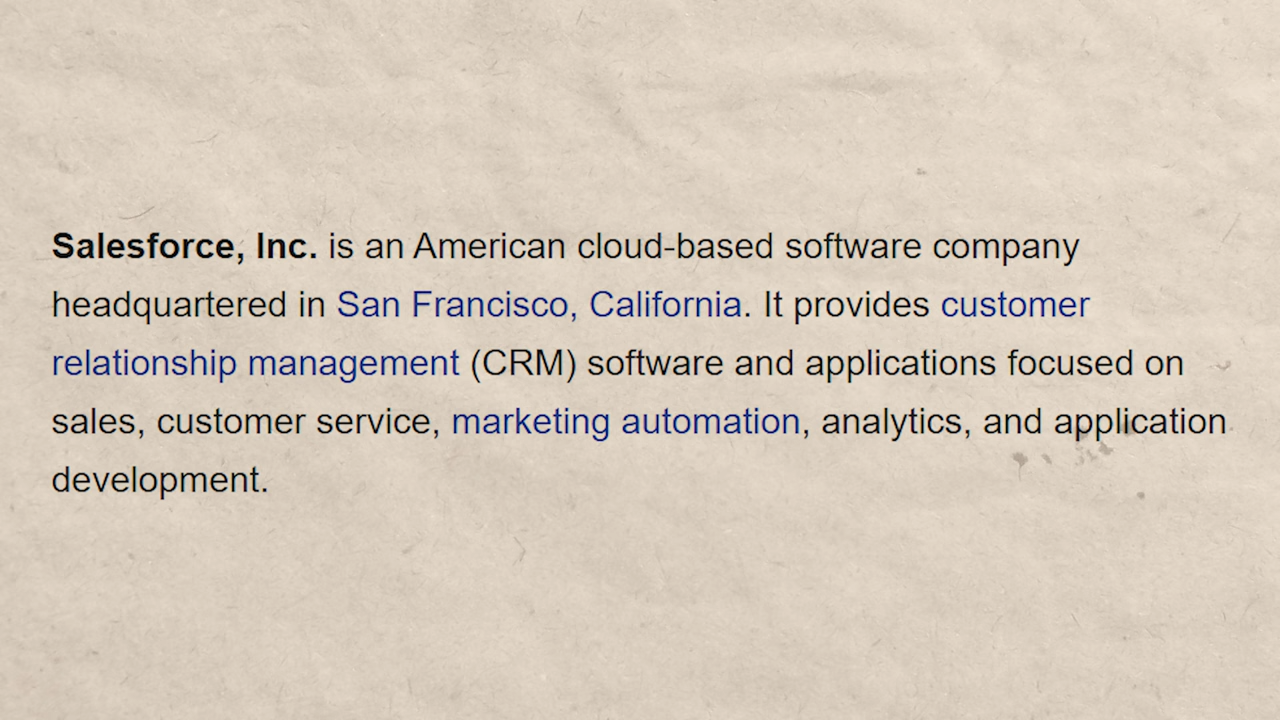 Salesforce, Inc. is an American cloud-based software company
headquartered in San Francisco, California. It provides customer
relationship management (CRM) software and applications focused on
sales, customer service, marketing automation, analytics, and application
development.